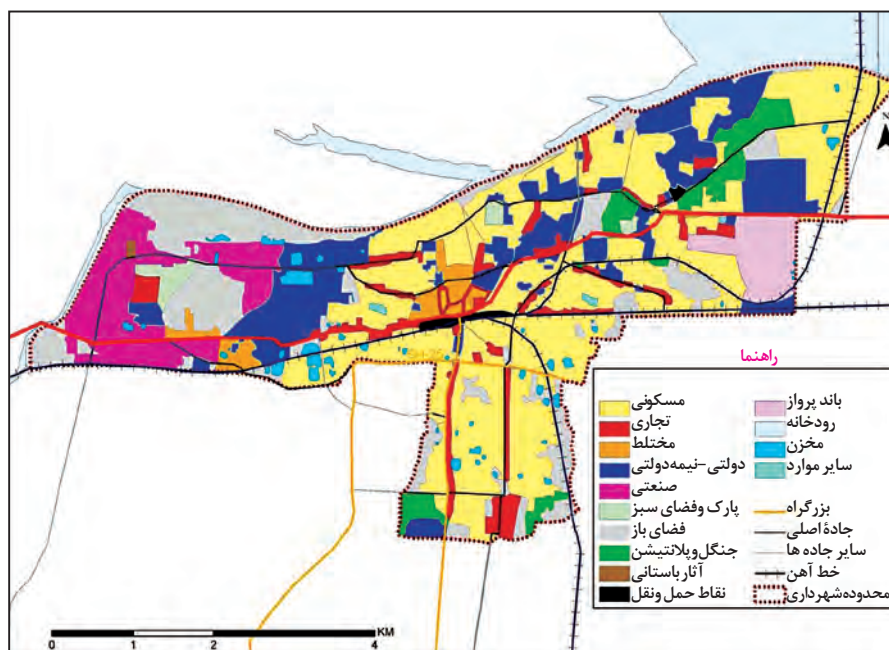 N
راهنما
مسکونی
تجاری
مختلط
دولتی-نیمه‌دولتی
صنعتی
پارک وفضای سبز
فضای باز
جنگل‌وپلانتیشن
آثار باستانی
نقاط حمل ونقل
باند پرواز
رودخانه
مخزن
سایر موارد
بزرگراه
جادهٔ اصلی
سایر جاده ها
خط آهن
محدوده شهرداری
KM
0 1 2 4